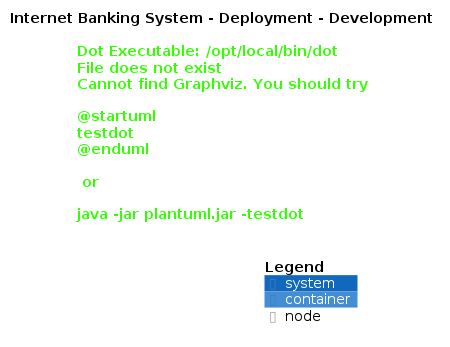 Internet Banking System - Deployment - Development
Dot Executable: /opt/local/bin/dot
File does not exist
Cannot find Graphviz. You should try
@startuml
testdot
@enduml
or
java -jar plantuml.jar -testdot
Legend
system
container
node